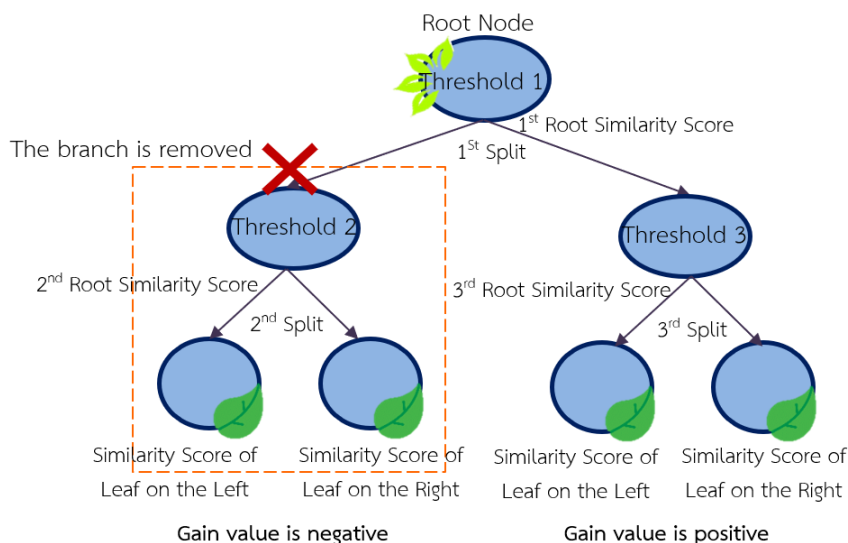 Root Node
Threshold 1
1st Root Similarity Score
1St Split
The branch is removed
Threshold 2
Threshold 3
2nd Root Similarity Score
2nd Split
3rd Root Similarity Score
3rd Split
Similarity Score of
Leaf on the Left
Similarity Score of
Leaf on the Right
Similarity Score of
Leaf on the Left
Similarity Score of
Leaf on the Right
Gain value is negative
Gain value is positive